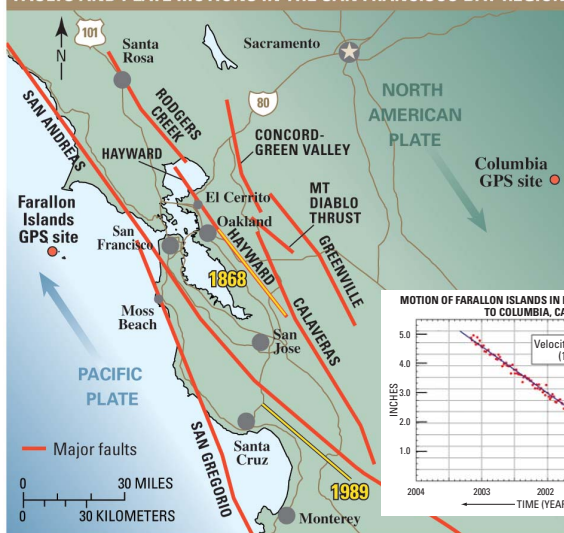 101
N
Santa
Rosa
Sacramento
SAN ANDREAS
RODGERS
CREEK
80
NORTH
AMERICAN
PLATE
CONCORD-
GREEN VALLEY
HAYWARD
Columbia
GPS site
El Cerrito
MT
DIABLO
THRUST
Farallon
Islands
GPS site
San
Francisco
Oakland
HAYWARD
GREENVILLE
1868
CALAVERAS
Moss
Beach
San
Jose
PACIFIC
PLATE
SAN GREGORIO
Santa
Cruz
1989
Monterey
Major faults
0 30 MILES
0 30 KILOMETERS
MOTION OF FARALLON ISLANDS IN
TO COLUMBIA, CA
Velocit
(1
INCHES
5.0
4.0
3.0
2.0
1.0
2004 2003 2002
TIME (YEAR